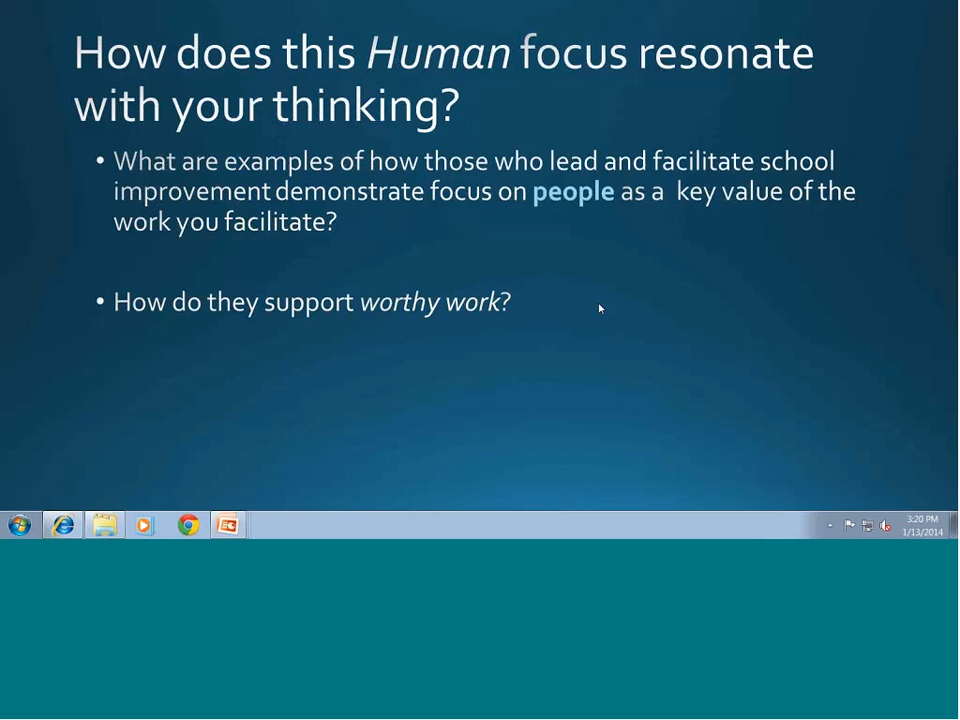 How does this Human focus resonate
with your thinking?
• What are examples of how those who lead and facilitate school
improvement demonstrate focus on people as a key value of the
work you facilitate?
• How do they support worthy work?
3:20 PM
1/13/2014